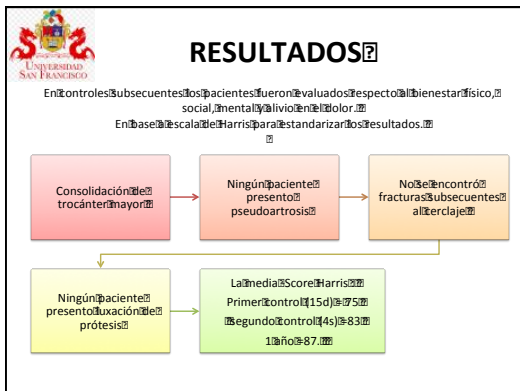 UNIVERSIDAD
SAN FRANCISCO
RESULTADOS
En controles subsecuentes los pacientes fueron evaluados respecto al bienestar físico,
social, mental y alivio en el dolor.
En base a escala de Harris para estandarizar los resultados.
Consolidación de
trocánter mayor
Ningún paciente
presento
pseudoartrosis
No se encontró
fracturas subsecuentes
al cerclaje
Ningún paciente
presento luxación de
prótesis
La media Score Harris
Primer control (15d) =75
segundo control (4s)=83
1 año =87.